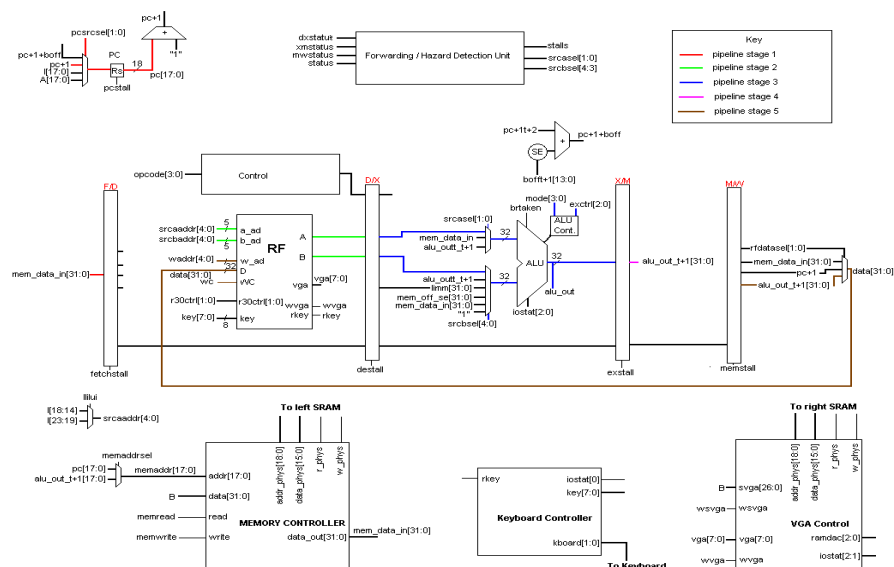 pc+1
pcsrcsel[1:0]
pc+1+boff
pc+1
I[17:0]
A[17:0]
PC
Rs
pcstall
18
+
"1"
pc[17:0]
dxstatut
xmstatus
mwstatus
status
Forwarding / Hazard Detection Unit
stalls
srcasel[1:0]
srcbsel[4:3]
Key
pipeline stage 1
pipeline stage 2
pipeline stage 3
pipeline stage 4
pipeline stage 5
pc+1t+2
SE
+
pc+1+boff
bofft+1[13:0]
opcode[3:0]
Control
F/D
D/X
X/M
M/W
mem_data_in[31:0]
fetchstall
srcaaddr[4:0]
srcbaddr[4:0]
waddr[4:0]
data[31:0]
wc
r30ctrl[1:0]
key[7:0]
5
5
32
8
a_ad
b_ad
w_ad
D
WC
r30ctrl[1:0]
key
RF
A
B
vga
wvga
rkey
vga[7:0]
wvga
rkey
destall
srcasel[1:0]
mem_data_in
alu_outt+1
32
alu_outt+1
limm[31:0]
mem_off_se[31:0]
mem_data_in[31:0]
"1"
srcbsel[4:0]
32
brtaken
mode[3:0]
exctrl[2:0]
ALU
Cont.
ALU
32
alu_out
iostat[2:0]
exstall
alu_out_t+1[31:0]
memstall
rfdatasel[1:0]
mem_data_in[31:0]
pc+1
alu_out_t+1[31:0]
data[31:0]
llilui
I[18:14]
I[23:19]
srcaaddr[4:0]
memaddrsel
pc[17:0]
alu_out_t+1[17:0]
memaddr[17:0]
B
memread
memwrite
To left SRAM
addr_phys[18:0]
data_phys[15:0]
r_phys
w_phys
addr[17:0]
data[31:0]
read
write
MEMORY CONTROLLER
data_out[31:0]
mem_data_in[31:0]
rkey
iostat[0]
key[7:0]
Keyboard Controller
kboard[1:0]
To Keyboard
To right SRAM
addr_phys[18:0]
data_phys[15:0]
r_phys
w_phys
B
wsvga
vga[7:0]
wvga
svga[26:0]
wsvga
vga[7:0]
wvga
VGA Control
ramdac[2:0]
iostat[2:1]